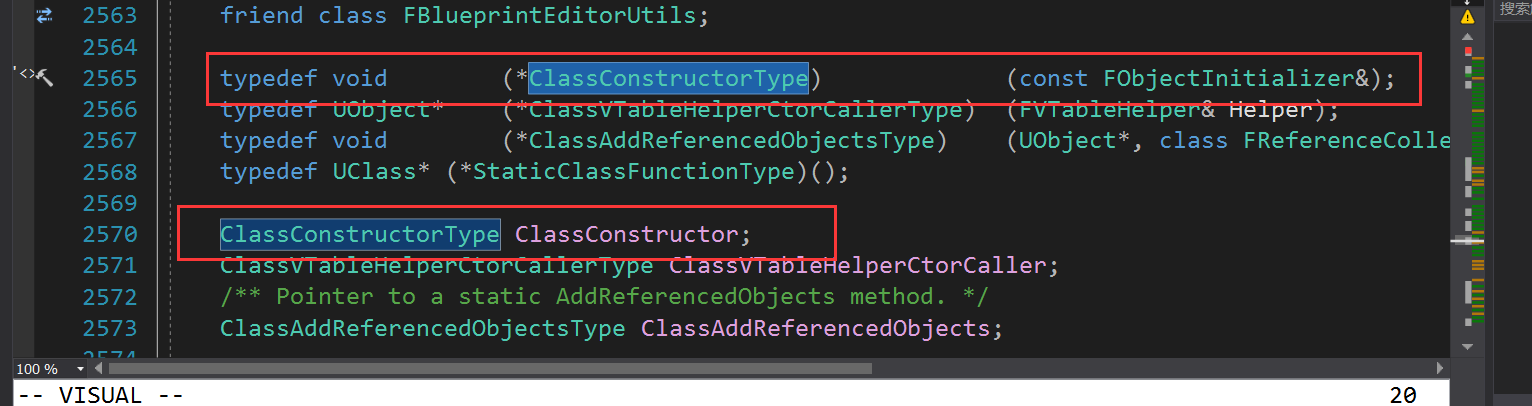 2563 friend class FBlueprintEditorUtils;
2564
2565 typedef void (*ClassConstructorType) (const FObjectInitializer&);
2566 typedef UObject* (*ClassVTableHelperCtorCallerType) (FVTableHelper& Helper);
2567 typedef void (*ClassAddReferencedObjectsType) (UObject*, class FReferenceColle
2568 typedef UClass* (*StaticClassFunctionType)();
2569
2570 ClassConstructorType ClassConstructor;
2571 ClassVTableHelperCtorCallerType ClassVTableHelperCtorCaller;
2572 /** Pointer to a static AddReferencedObjects method. */
2573 ClassAddReferencedObjectsType ClassAddReferencedObjects;
2574
100 %
-- VISUAL -- 20
搜索